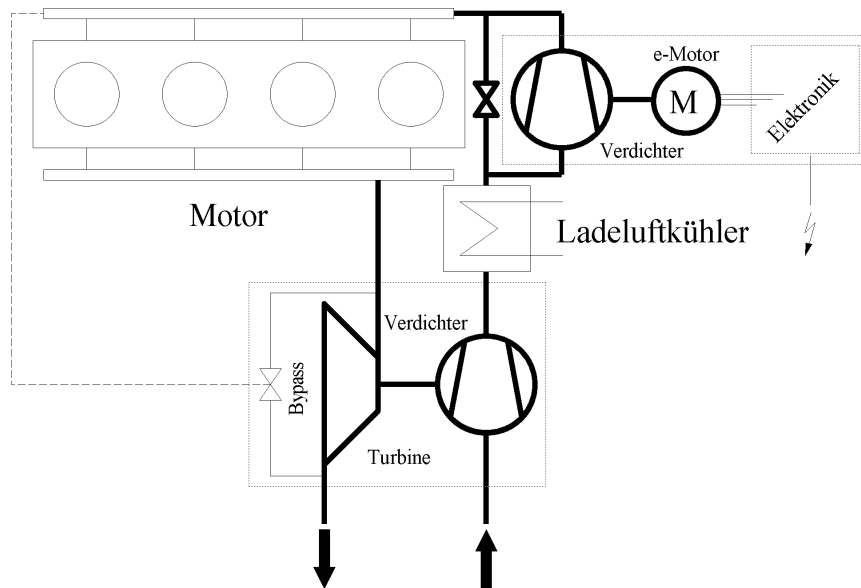 e-Motor
M
Elektronik
Verdichter
Motor
Ladeluftkühler
Verdichter
Bypass
Turbine